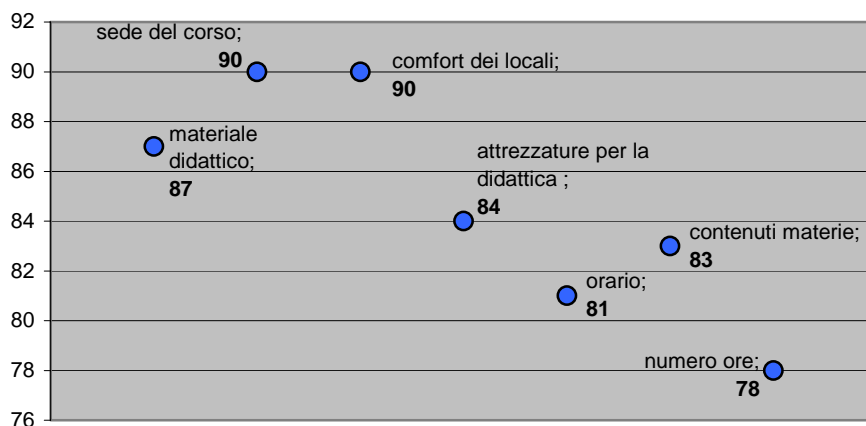 92
90
88
86
84
82
80
78
76
sede del corso;
90
comfort dei locali;
90
materiale
didattico;
87
attrezzature per la
didattica ;
84
contenuti materie;
83
orario;
81
numero ore;
78